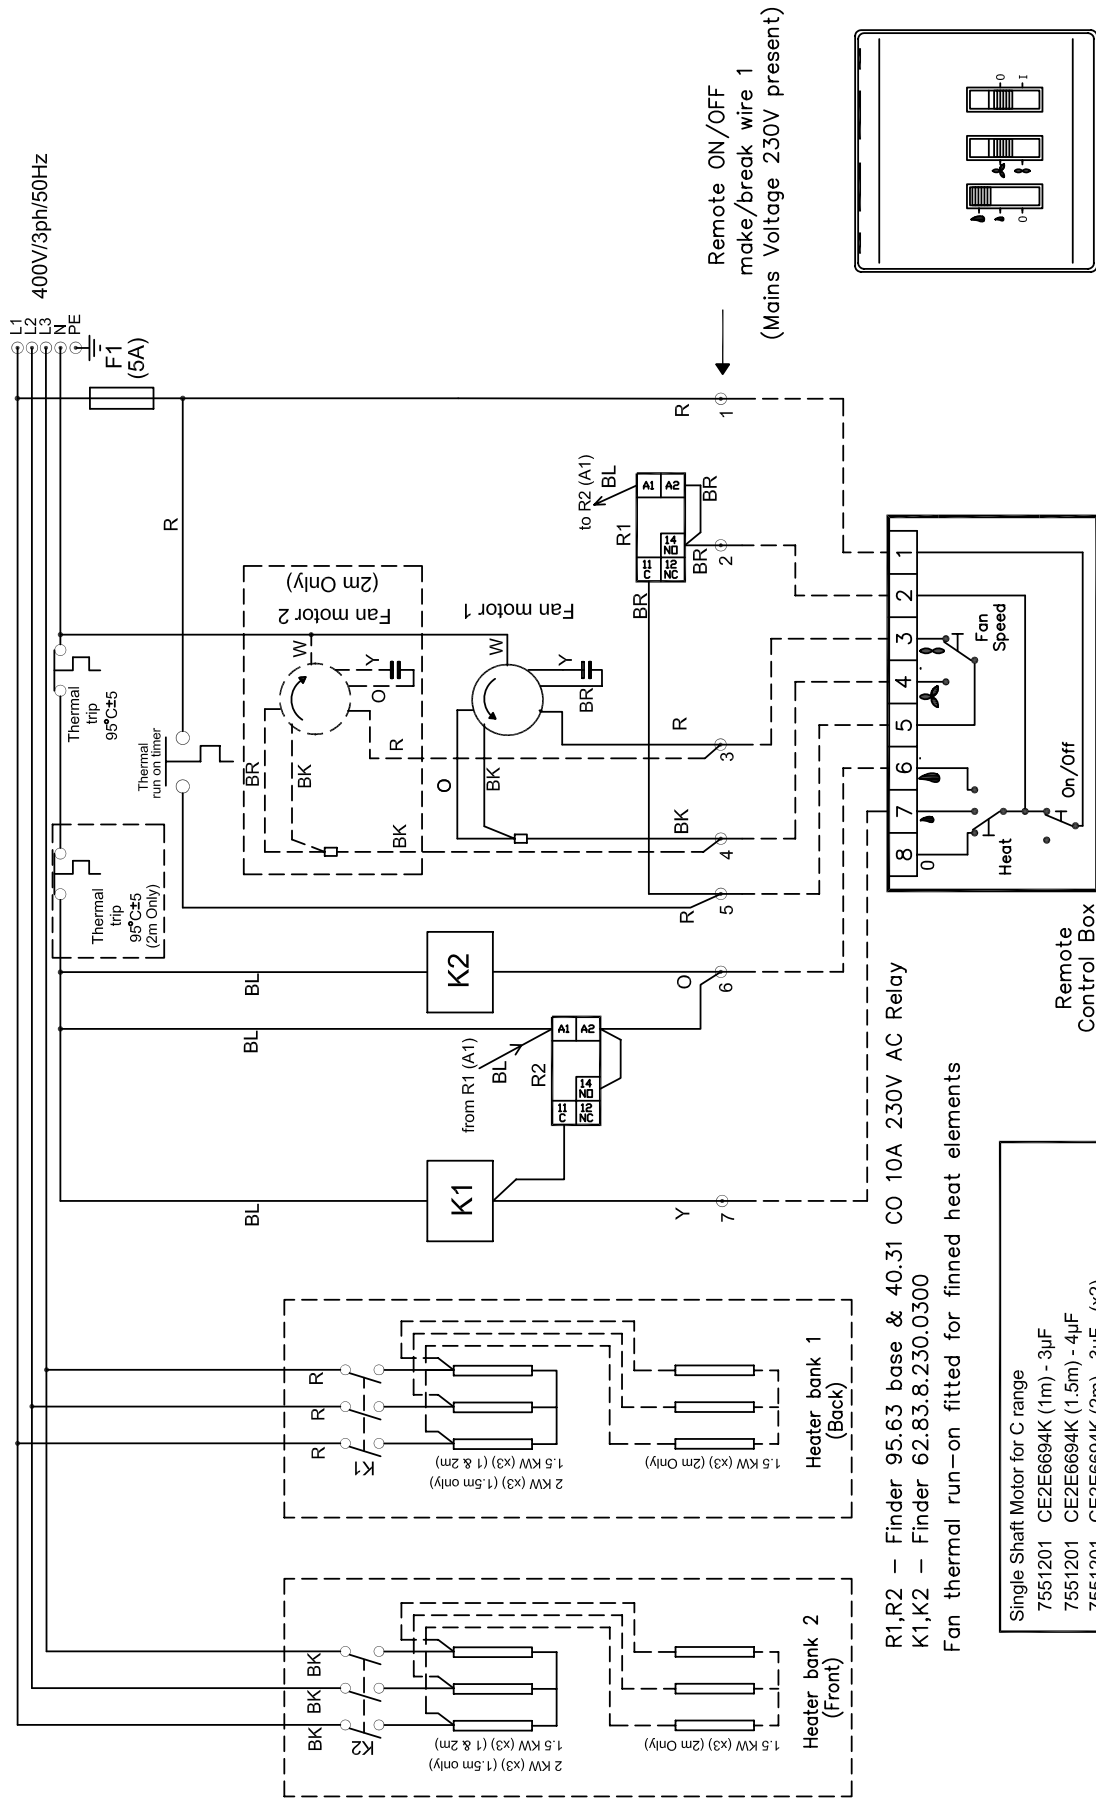 400V/3ph/50Hz
L1
L2
L3
N
PE
F1
(5A)
Thermal
trip
95°C±5
Thermal
run on timer
Thermal
trip
95°C±5
(2m Only)
R
Fan motor 2
(2m Only)
W
Y
O
BR
BK
R
BK
Fan motor 1
W
Y
BR
O
BK
R
BK
to R2 (A1)
BL
R1
A1
A2
11
C
14
NO
12
NC
BR
BR
BR
R
1
2
3
4
R
5
O
6
Y
7
Remote ON/OFF
make/break wire 1
(Mains Voltage 230V present)
BL
K2
BL
from R1 (A1)
BL
R2
A1
A2
11
C
14
NO
12
NC
BL
K1
R
R
R
K1
1.5 KW (x3) (1 & 2m)
2 KW (x3) (1.5m only)
1.5 KW (x3) (2m Only)
Heater bank 1
(Back)
BK
BK
BK
K2
1.5 KW (x3) (1 & 2m)
2 KW (x3) (1.5m only)
1.5 KW (x3) (2m Only)
Heater bank 2
(Front)
8
7
6
5
4
3
2
1
0
Heat
On/Off
Fan
Speed
Remote
Control Box
0
0
I
R1,R2 – Finder 95.63 base & 40.31 CO 10A 230V AC Relay
K1,K2 – Finder 62.83.8.230.0300
Fan thermal run–on fitted for finned heat elements
Single Shaft Motor for C range
7551201 CE2E6694K (1m) - 3µF
7551201 CE2E6694K (1.5m) - 4µF
7551201 CE2E6694K (2m) - 3µF (x2)